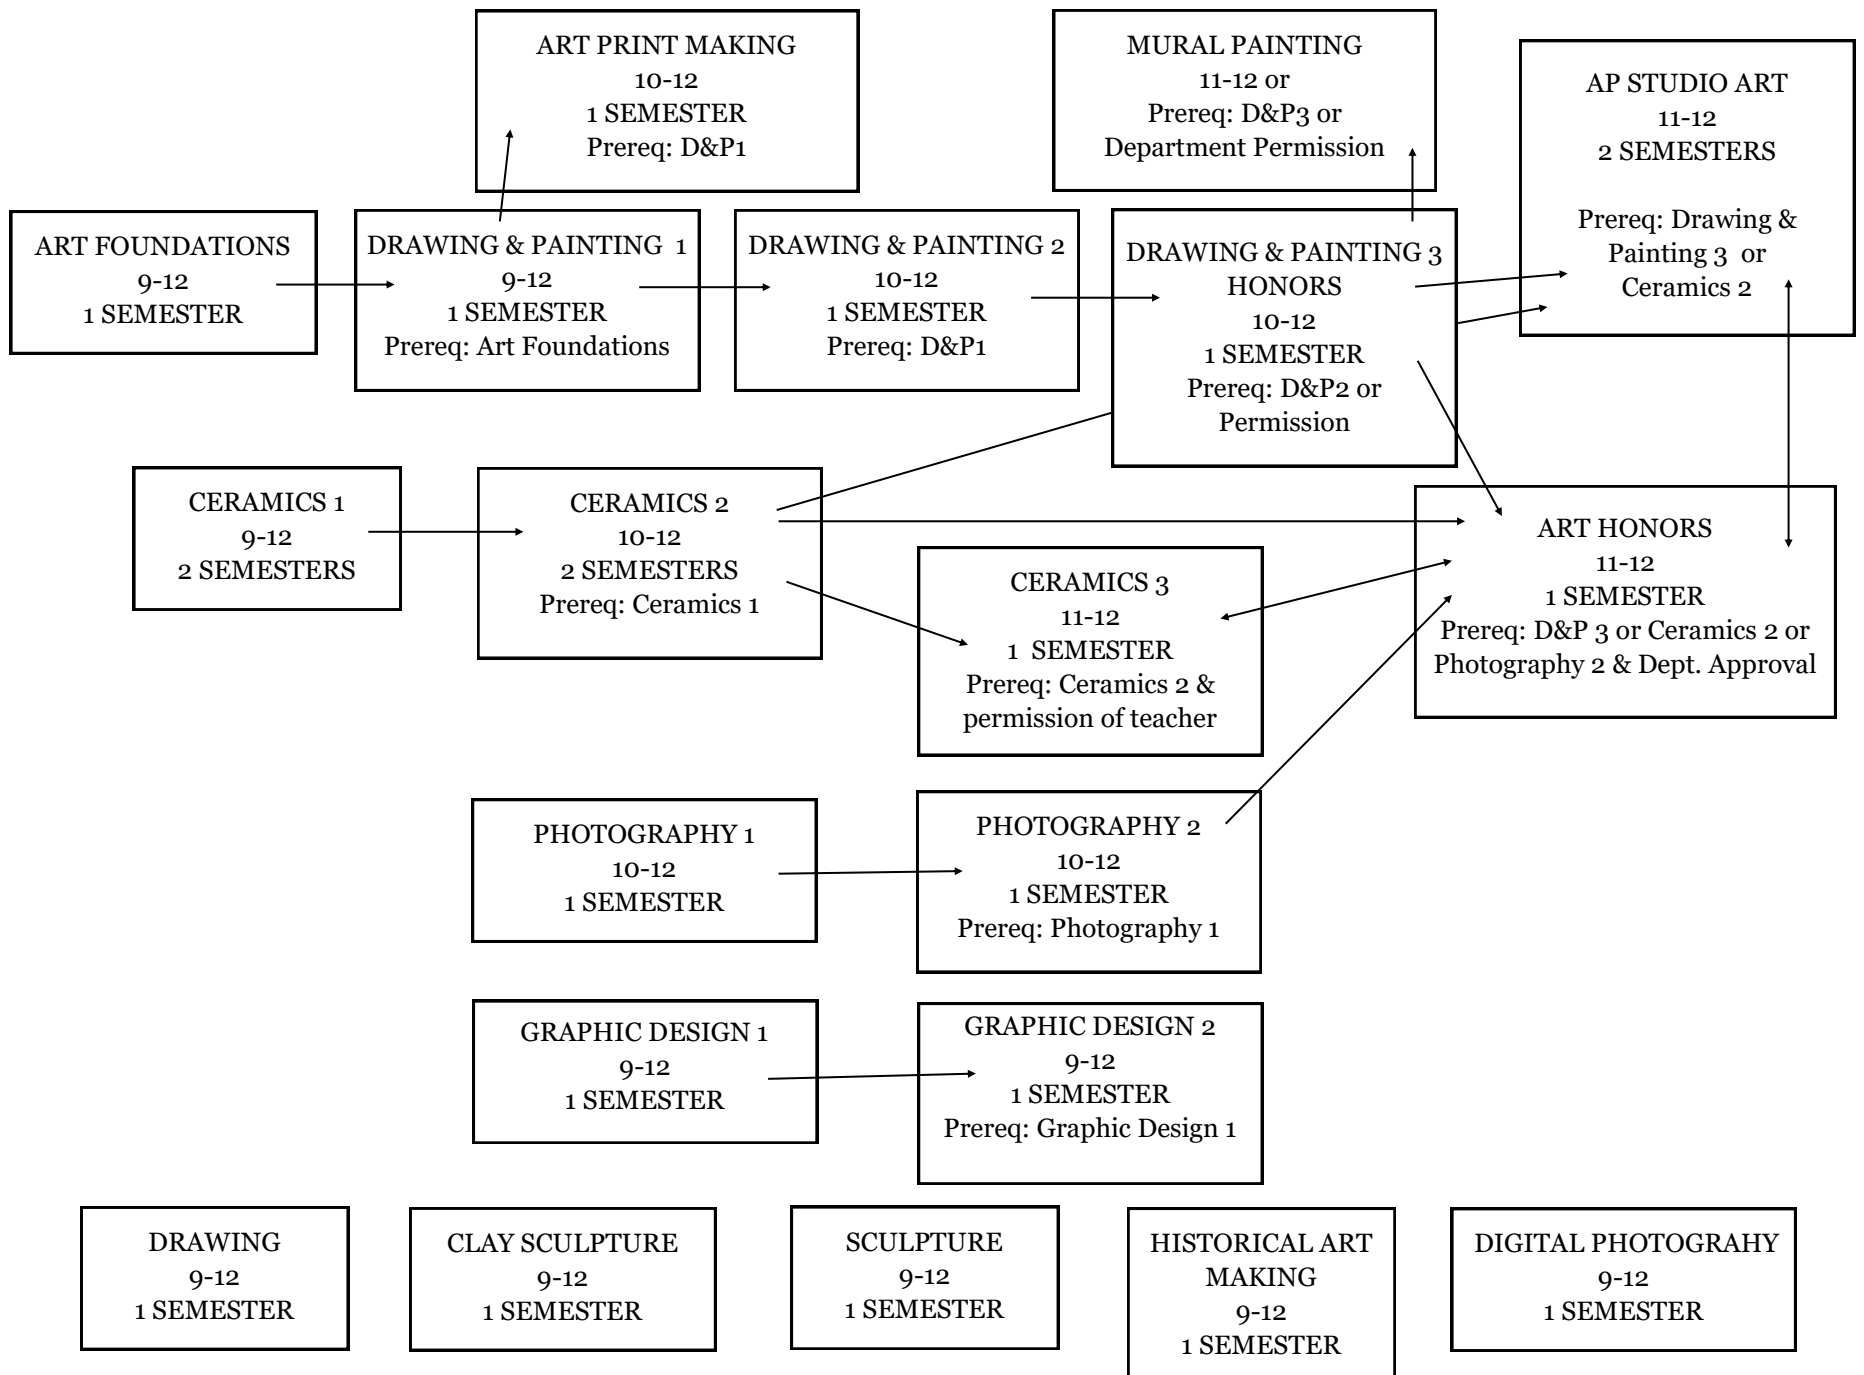 ART PRINT MAKING
10-12
1 SEMESTER
Prereq: D&P1
MURAL PAINTING
11-12 or
Prereq: D&P3 or
Department Permission
AP STUDIO ART
11-12
2 SEMESTERS
Prereq: Drawing &
Painting 3 or
Ceramics 2
ART FOUNDATIONS
9-12
1 SEMESTER
DRAWING & PAINTING 1
9-12
1 SEMESTER
Prereq: Art Foundations
DRAWING & PAINTING 2
10-12
1 SEMESTER
Prereq: D&P1
DRAWING & PAINTING 3
HONORS
10-12
1 SEMESTER
Prereq: D&P2 or
Permission
CERAMICS 1
9-12
2 SEMESTERS
CERAMICS 2
10-12
2 SEMESTERS
Prereq: Ceramics 1
CERAMICS 3
11-12
1 SEMESTER
Prereq: Ceramics 2 &
permission of teacher
ART HONORS
11-12
1 SEMESTER
Prereq: D&P 3 or Ceramics 2 or
Photography 2 & Dept. Approval
PHOTOGRAPHY 1
10-12
1 SEMESTER
PHOTOGRAPHY 2
10-12
1 SEMESTER
Prereq: Photography 1
GRAPHIC DESIGN 1
9-12
1 SEMESTER
GRAPHIC DESIGN 2
9-12
1 SEMESTER
Prereq: Graphic Design 1
DRAWING
9-12
1 SEMESTER
CLAY SCULPTURE
9-12
1 SEMESTER
SCULPTURE
9-12
1 SEMESTER
HISTORICAL ART
MAKING
9-12
1 SEMESTER
DIGITAL PHOTOGRAHY
9-12
1 SEMESTER